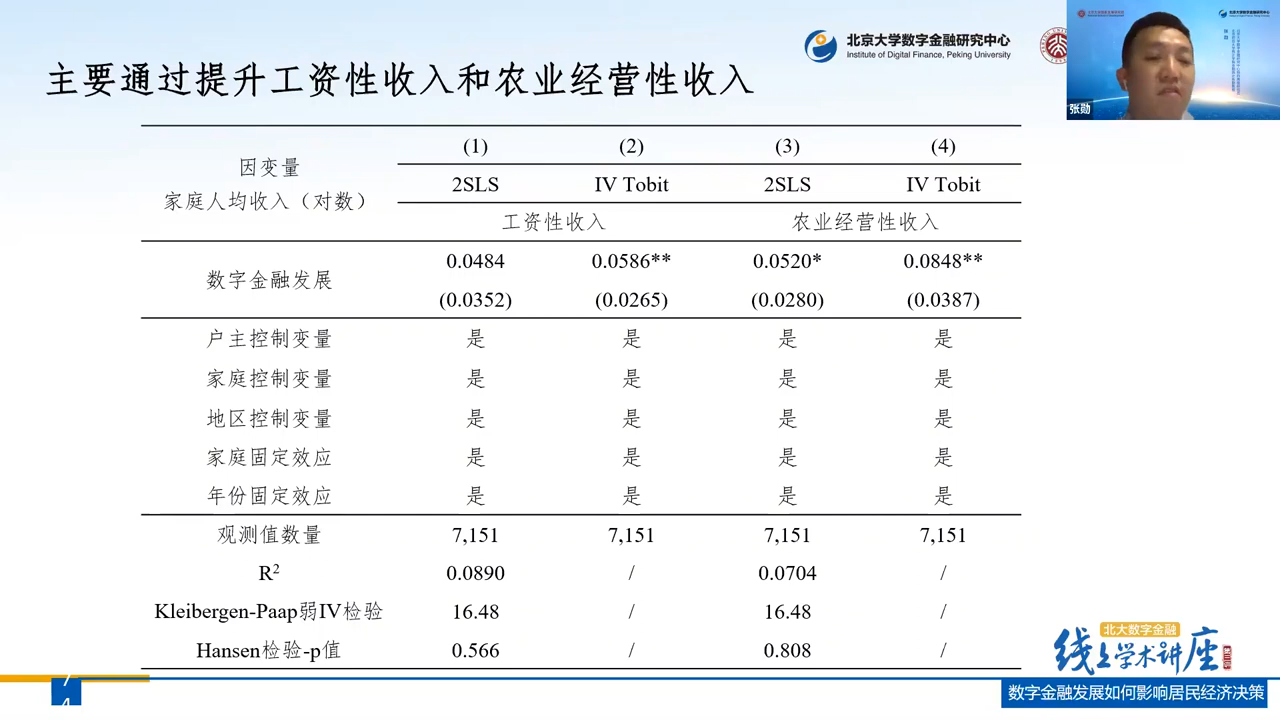 北京大学数字金融研究中心
Institute of Digital Finance, Peking University
主要通过提升工资性收入和农业经营性收入
张勋
因变量
家庭人均收入（对数）
(1) (2) (3) (4)
2SLS IV Tobit 2SLS IV Tobit
工资性收入 农业经营性收入
数字金融发展
0.0484 0.0586** 0.0520* 0.0848**
(0.0352) (0.0265) (0.0280) (0.0387)
户主控制变量 是 是 是 是
家庭控制变量 是 是 是 是
地区控制变量 是 是 是 是
家庭固定效应 是 是 是 是
年份固定效应 是 是 是 是
观测值数量 7,151 7,151 7,151 7,151
R² 0.0890 / 0.0704 /
Kleibergen-Paap弱IV检验 16.48 / 16.48 /
Hansen检验-p值 0.566 / 0.808 /
北大数字金融
线上学术讲座
数字金融发展如何影响居民经济决策